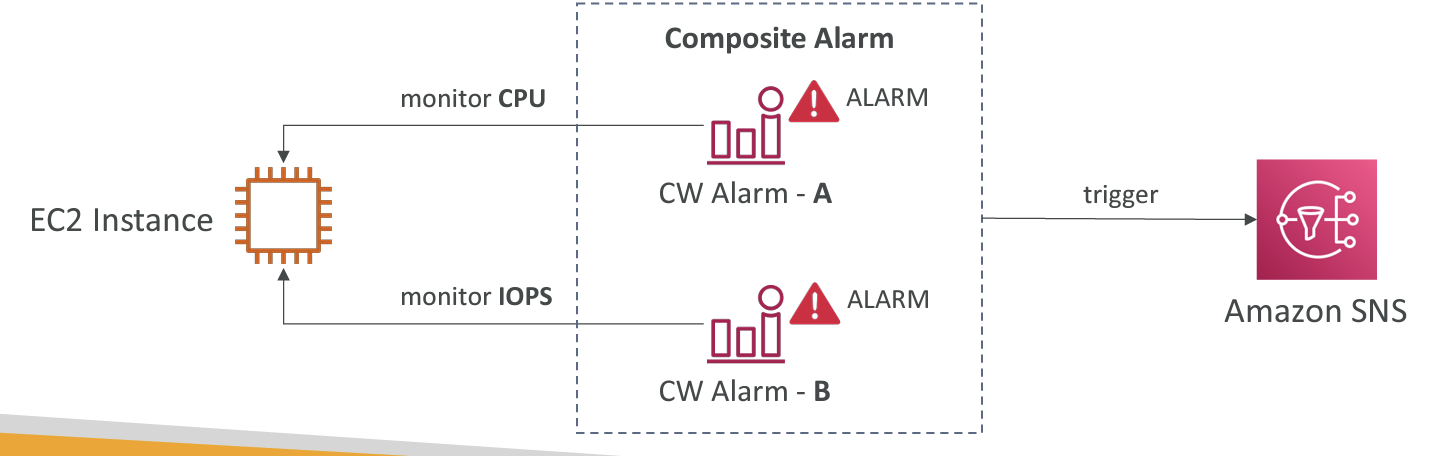 Composite Alarm
monitor CPU
ALARM
CW Alarm - A
EC2 Instance
trigger
monitor IOPS
ALARM
CW Alarm - B
Amazon SNS